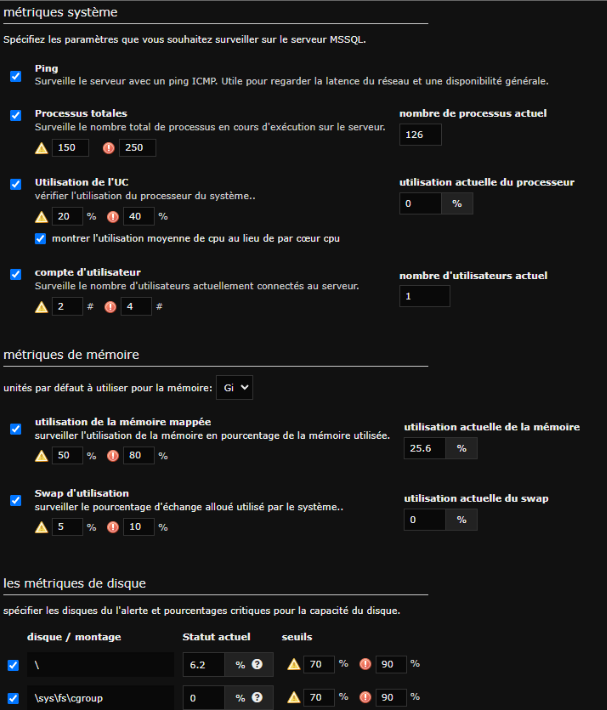 métriques système
Spécifiez les paramètres que vous souhaitez surveiller sur le serveur MSSQL.
Ping
Surveille le serveur avec un ping ICMP. Utile pour regarder la latence du réseau et une disponibilité générale.
Processus totales
nombre de processus actuel
Surveille le nombre total de processus en cours d'exécution sur le serveur.
126
150 250
Utilisation de l'UC
utilisation actuelle du processeur
vérifier l'utilisation du processeur du système..
0 %
20 % 40 %
montrer l'utilisation moyenne de cpu au lieu de par cœur cpu
compte d'utilisateur
nombre d'utilisateurs actuel
Surveille le nombre d'utilisateurs actuellement connectés au serveur.
1
2 # 4 #
métriques de mémoire
unités par défaut à utiliser pour la mémoire: Gi
utilisation de la mémoire mappée
utilisation actuelle de la mémoire
surveiller l'utilisation de la mémoire en pourcentage de la mémoire utilisée.
25.6 %
50 % 80 %
Swap d'utilisation
utilisation actuelle du swap
surveiller le pourcentage d'échange alloué utilisé par le système..
0 %
5 % 10 %
les métriques de disque
spécifier les disques du l'alerte et pourcentages critiques pour la capacité du disque.
disque / montage Statut actuel seuils
\ 6.2 % ? 70 % 90 %
\sys\fs\cgroup 0 % ? 70 % 90 %